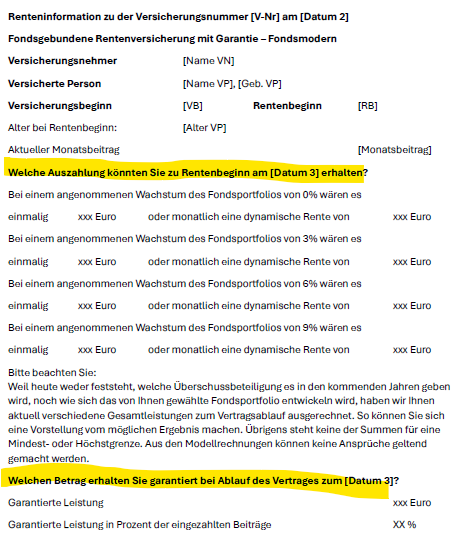 Renteninformation zu der Versicherungsnummer [V-Nr] am [Datum 2]
Fondsgebundene Rentenversicherung mit Garantie – Fondsmodern
Versicherungsnehmer [Name VN]
Versicherte Person [Name VP], [Geb. VP]
Versicherungsbeginn [VB] Rentenbeginn [RB]
Alter bei Rentenbeginn: [Alter VP]
Aktueller Monatsbeitrag [Monatsbeitrag]
Welche Auszahlung könnten Sie zu Rentenbeginn am [Datum 3] erhalten?
Bei einem angenommenen Wachstum des Fondsportfolios von 0% wären es
einmalig xxx Euro oder monatlich eine dynamische Rente von xxx Euro
Bei einem angenommenen Wachstum des Fondsportfolios von 3% wären es
einmalig xxx Euro oder monatlich eine dynamische Rente von xxx Euro
Bei einem angenommenen Wachstum des Fondsportfolios von 6% wären es
einmalig xxx Euro oder monatlich eine dynamische Rente von xxx Euro
Bei einem angenommenen Wachstum des Fondsportfolios von 9% wären es
einmalig xxx Euro oder monatlich eine dynamische Rente von xxx Euro
Bitte beachten Sie:
Weil heute weder feststeht, welche Überschussbeteiligung es in den kommenden Jahren geben
wird, noch wie sich das von Ihnen gewählte Fondsportfolio entwickeln wird, haben wir Ihnen
aktuell verschiedene Gesamtleistungen zum Vertragsablauf ausgerechnet. So können Sie sich
eine Vorstellung vom möglichen Ergebnis machen. Übrigens steht keine der Summen für eine
Mindest- oder Höchstgrenze. Aus den Modellrechnungen können keine Ansprüche geltend
gemacht werden.
Welchen Betrag erhalten Sie garantiert bei Ablauf des Vertrages zum [Datum 3]?
Garantierte Leistung xxx Euro
Garantierte Leistung in Prozent der eingezahlten Beiträge XX %